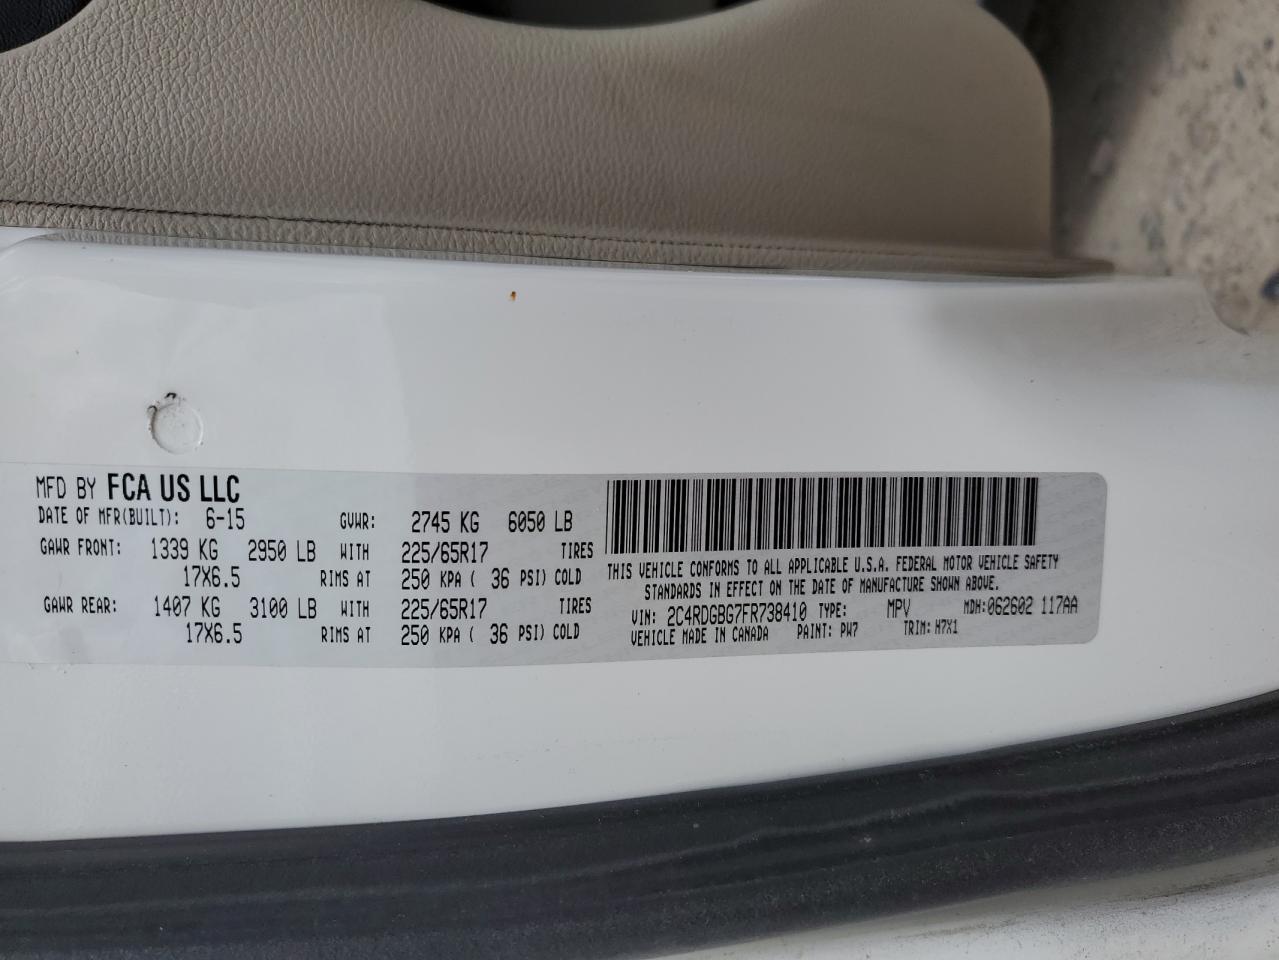 MFD BY FCA US LLC
DATE OF MFR(BUILT): 6-15 GVWR: 2745 KG 6050 LB
GAWR FRONT: 1339 KG 2950 LB WITH 225/65R17 TIRES
17X6.5 RIMS AT 250 KPA ( 36 PSI) COLD
GAWR REAR: 1407 KG 3100 LB WITH 225/65R17 TIRES
17X6.5 RIMS AT 250 KPA ( 36 PSI) COLD
THIS VEHICLE CONFORMS TO ALL APPLICABLE U.S.A. FEDERAL MOTOR VEHICLE SAFETY
STANDARDS IN EFFECT ON THE DATE OF MANUFACTURE SHOWN ABOVE.
VIN: 2C4RDGBG7FR738410 TYPE: MPV MDH: 062602 117AA
VEHICLE MADE IN CANADA PAINT: PW7 TRIM: H7X1